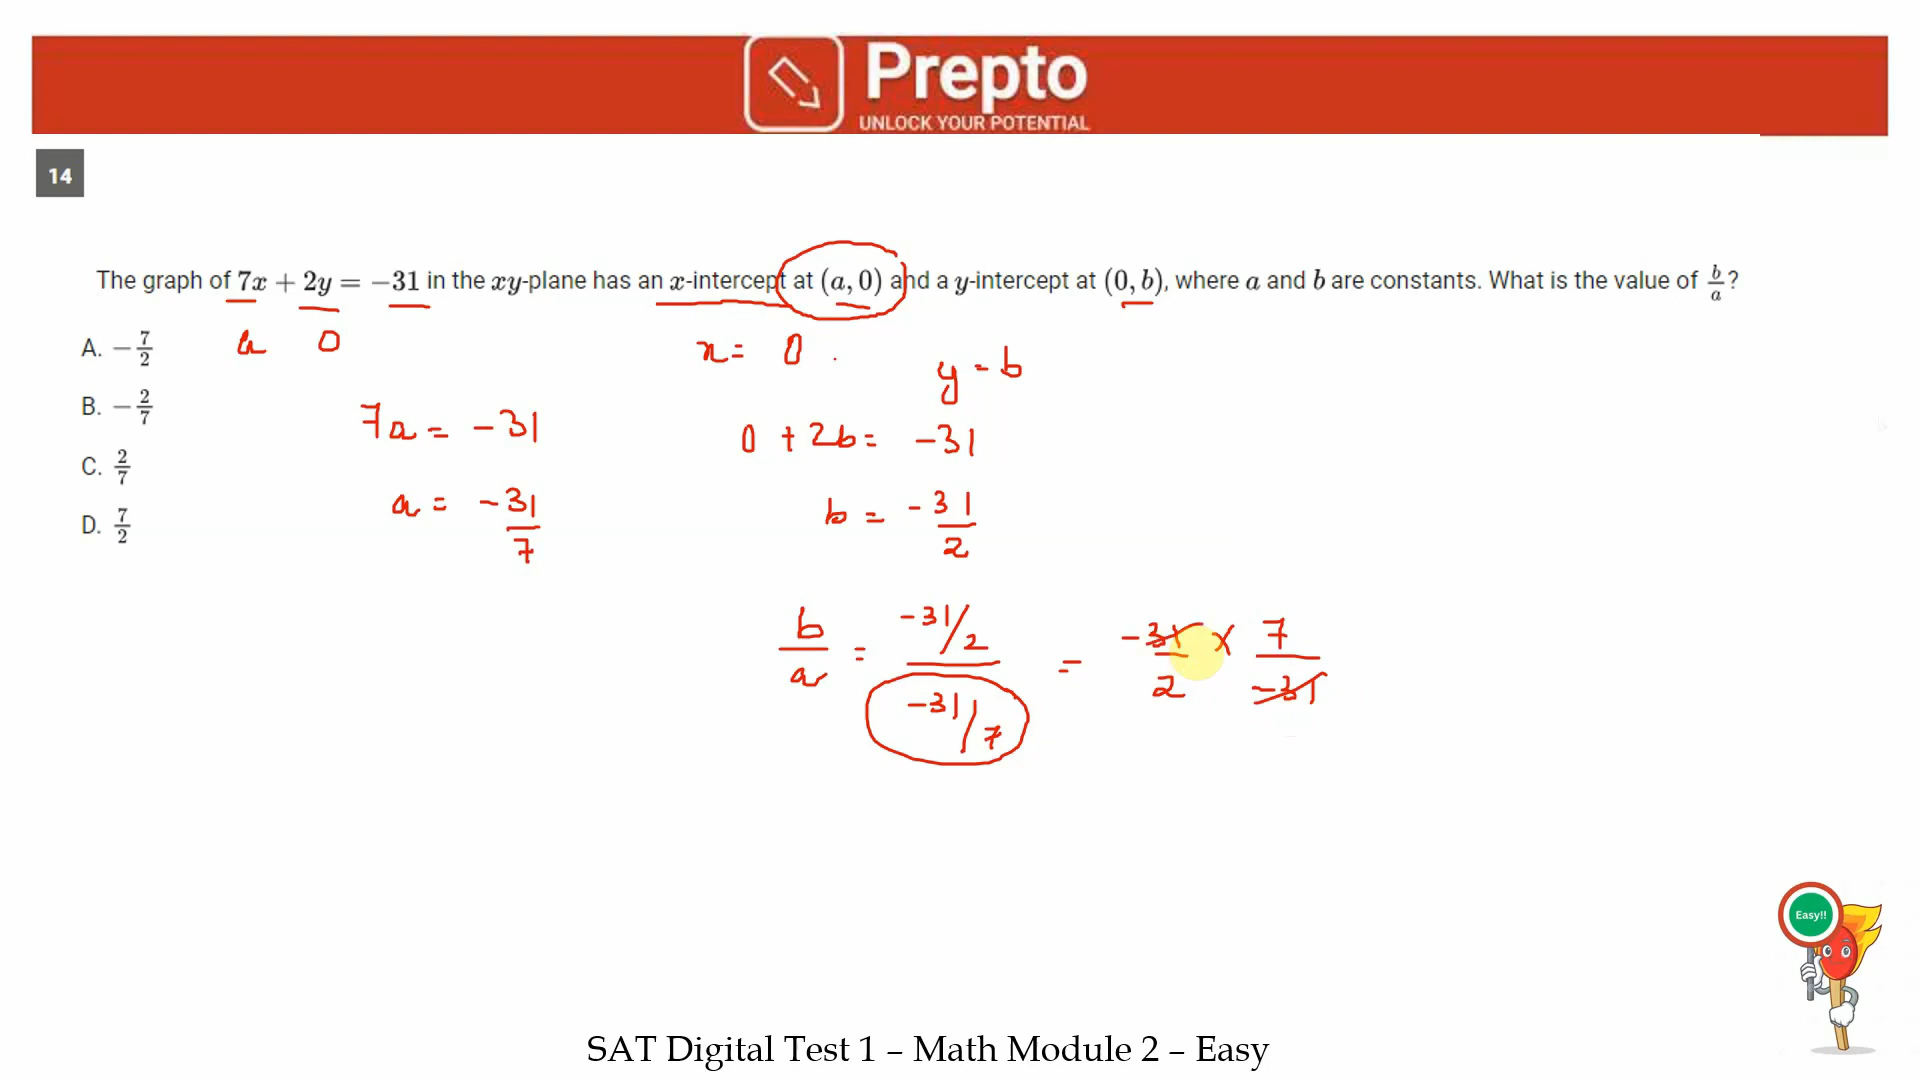 Prepto
UNLOCK YOUR POTENTIAL
14
The graph of 7x + 2y = −31 in the xy-plane has an x-intercept at (a, 0) and a y-intercept at (0, b), where a and b are constants. What is the value of b/a?
A. −7/2
B. −2/7
C. 2/7
D. 7/2
a 0
x = 0 .
y = b
7a = -31
0 + 2b = -31
a = -31/7
b = -31/2
b/a = (-31/2)/(-31/7) = -31/2 × 7/-31
Easy!!
SAT Digital Test 1 – Math Module 2 – Easy